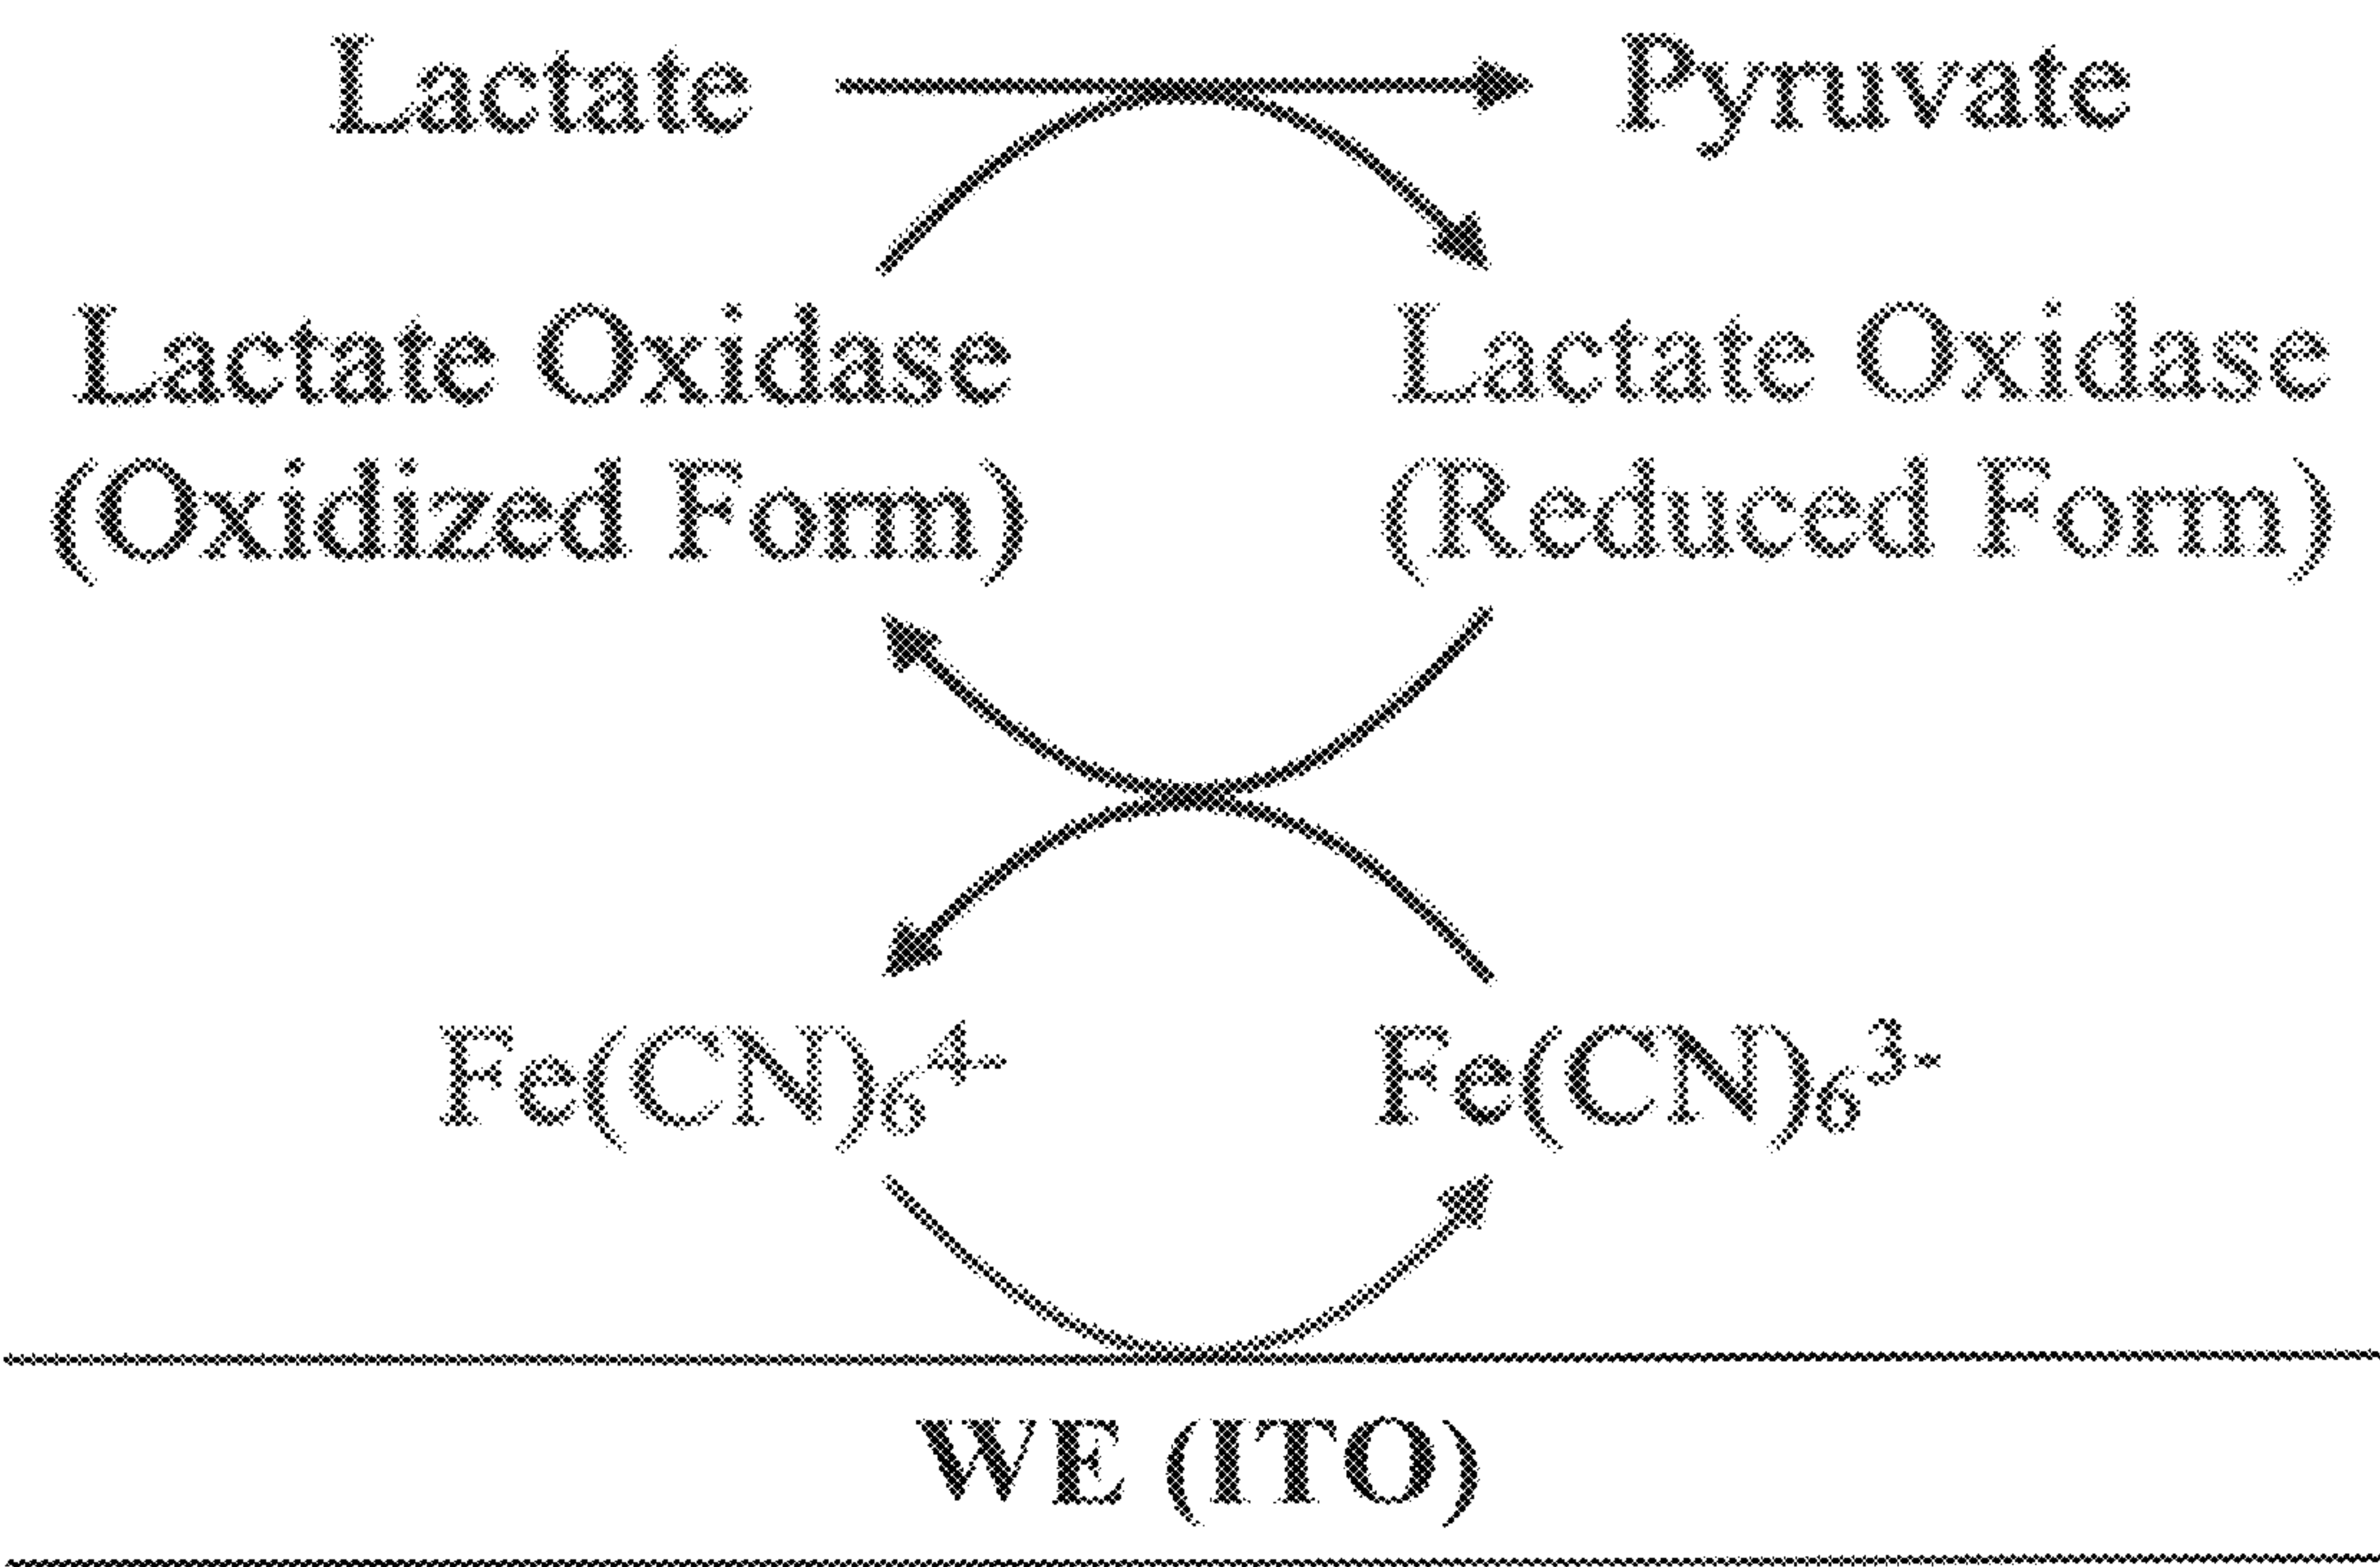 Lactate Pyruvate
Lactate Oxidase Lactate Oxidase
(Oxidized Form) (Reduced Form)
Fe(CN)₆⁴⁻ Fe(CN)₆³⁻
WE (ITO)